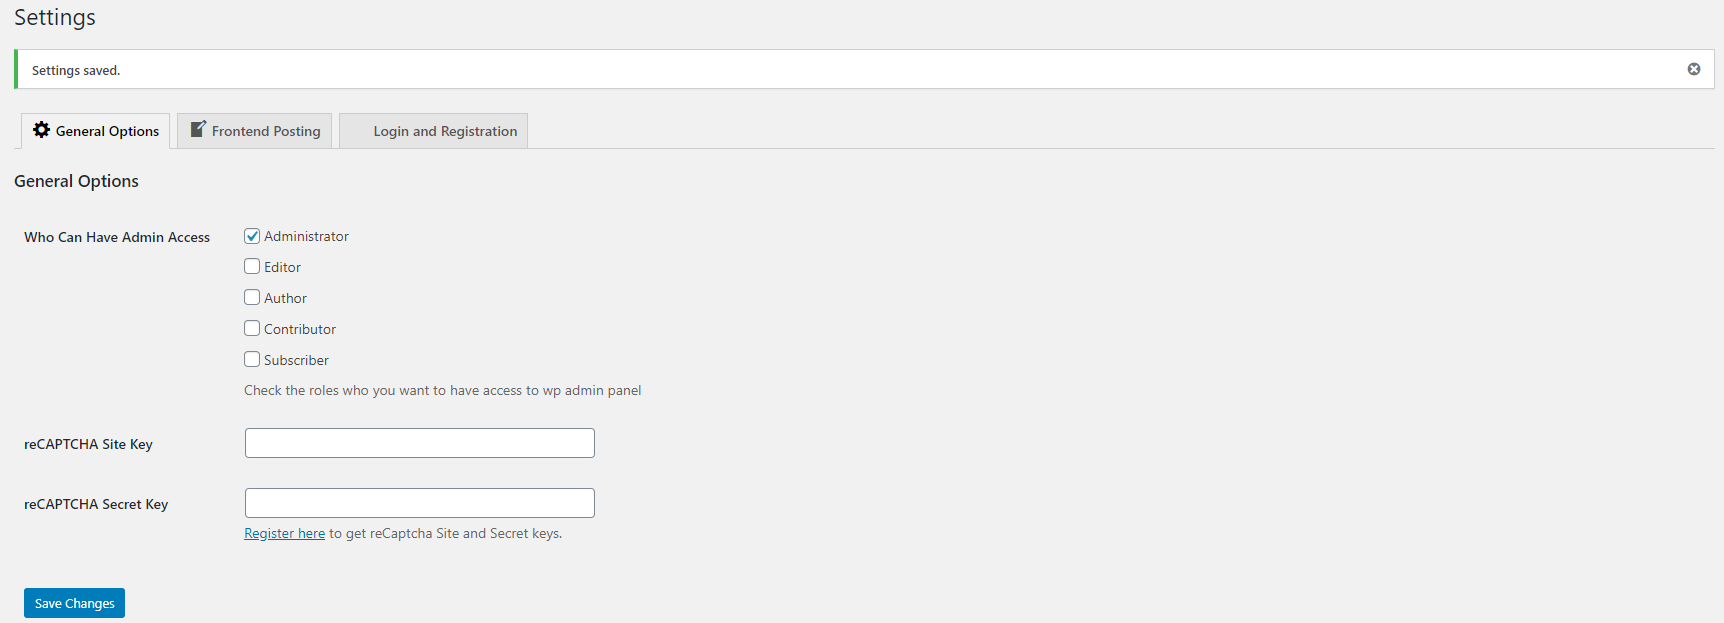 Settings
Settings saved.
General Options
Frontend Posting
Login and Registration
General Options
Who Can Have Admin Access
Administrator
Editor
Author
Contributor
Subscriber
Check the roles who you want to have access to wp admin panel
reCAPTCHA Site Key
reCAPTCHA Secret Key
Register here to get reCaptcha Site and Secret keys.
Save Changes